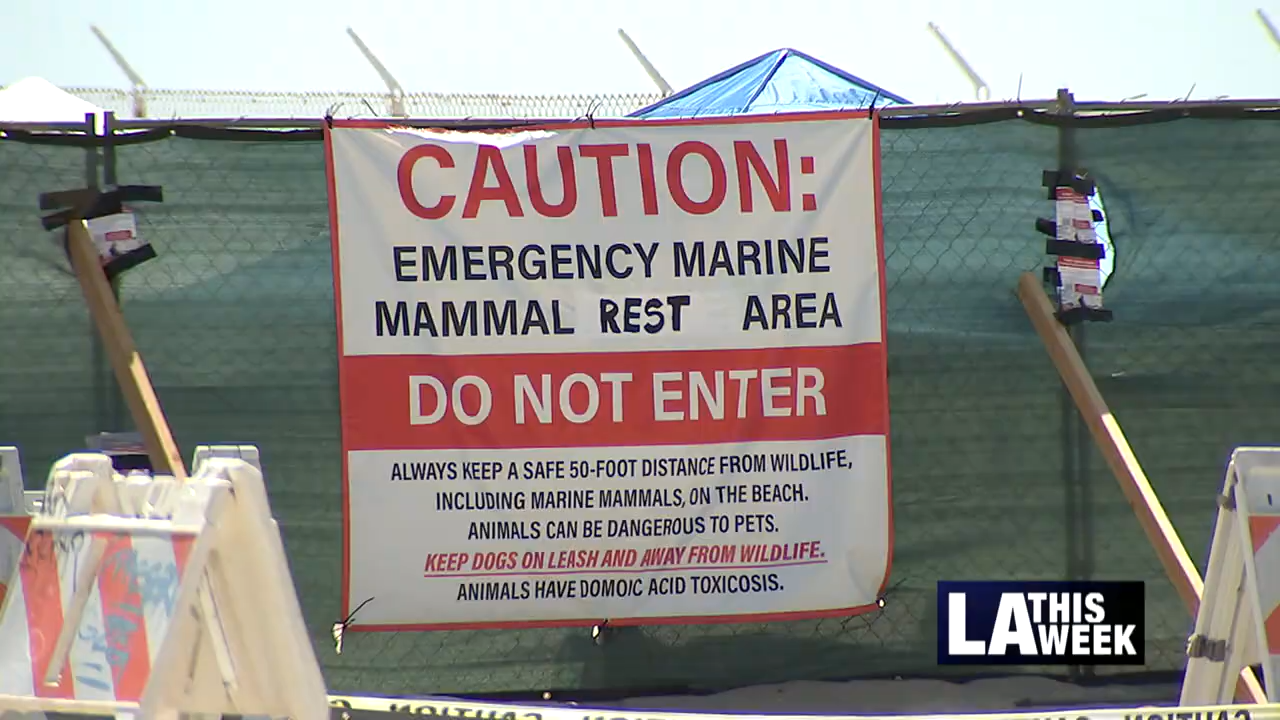 CAUTION:
EMERGENCY MARINE
MAMMAL REST AREA
DO NOT ENTER
ALWAYS KEEP A SAFE 50-FOOT DISTANCE FROM WILDLIFE,
INCLUDING MARINE MAMMALS, ON THE BEACH.
ANIMALS CAN BE DANGEROUS TO PETS.
KEEP DOGS ON LEASH AND AWAY FROM WILDLIFE.
ANIMALS HAVE DOMOIC ACID TOXICOSIS.
LA THIS
WEEK
CAUTION